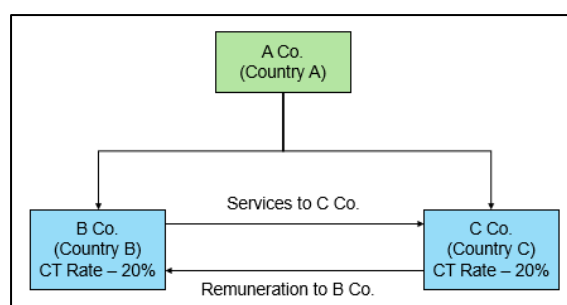 A Co.
(Country A)
Services to C Co.
B Co.
(Country B)
CT Rate – 20%
C Co.
(Country C)
CT Rate – 20%
Remuneration to B Co.